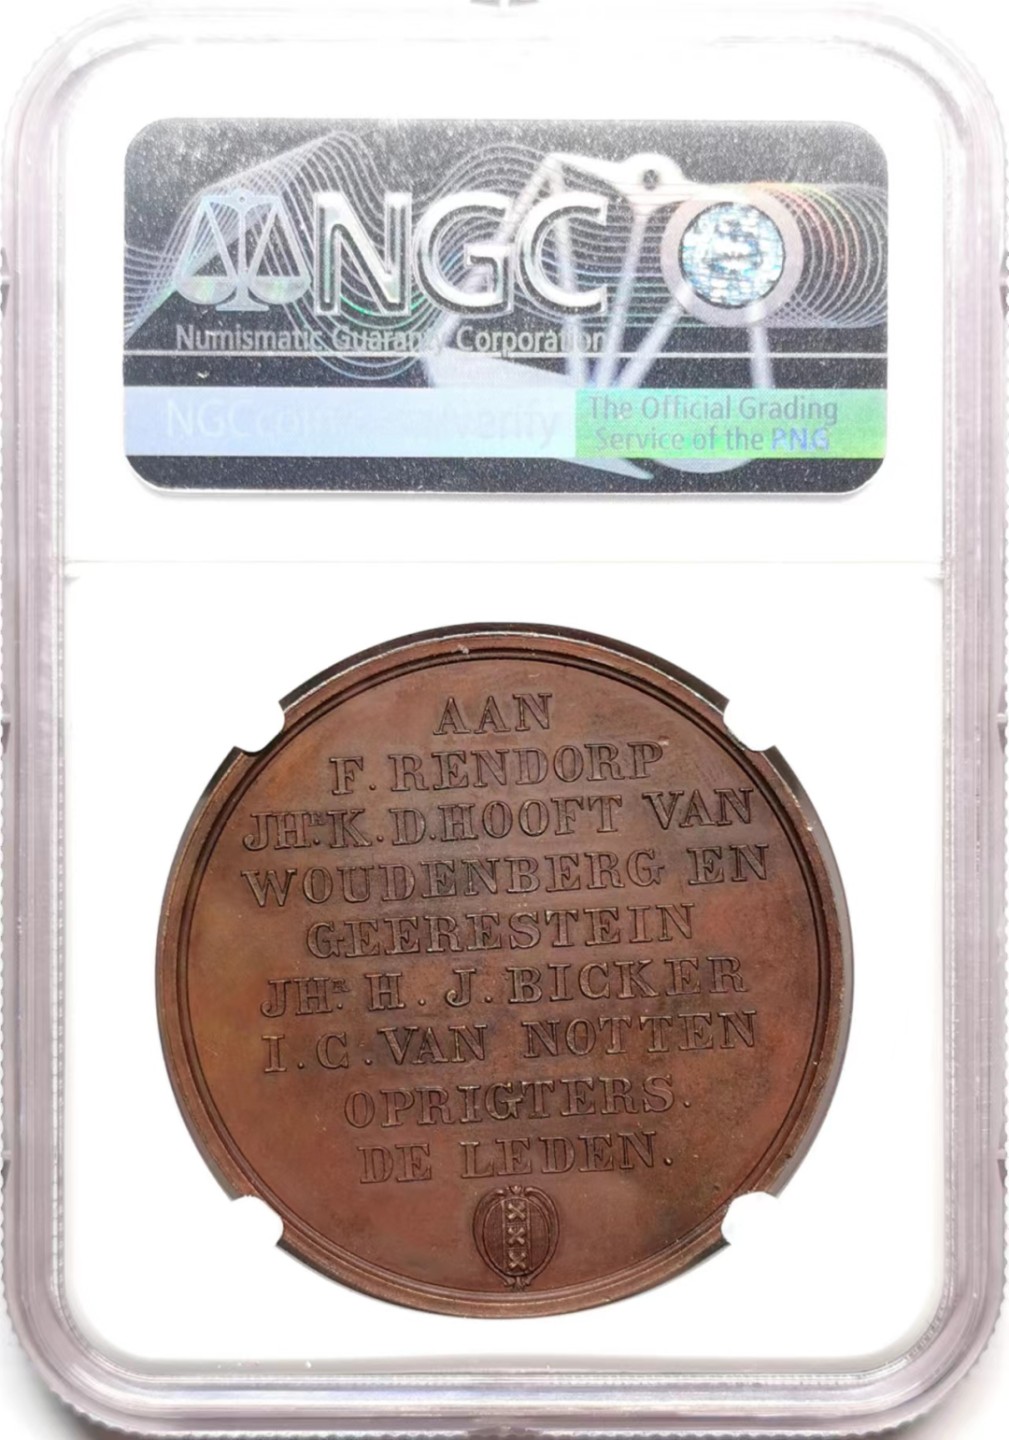 NGC
Numismatic Guaranty Corporation
The Official Grading
Service of the PNG
AAN
F. RENDORP
JHR. K. D. HOOFT VAN
WOUDENBERG EN
GEERESTEIN
JHR. H. J. BICKER
I. C. VAN NOTTEN
OPRIGTERS.
DE LEDEN.
XXX